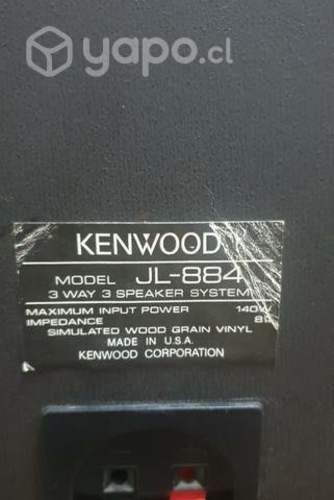 yapo.cl
KENWOOD
MODEL JL-884
3 WAY 3 SPEAKER SYSTEM
MAXIMUM INPUT POWER 140W
IMPEDANCE 8Ω
SIMULATED WOOD GRAIN VINYL
MADE IN U.S.A.
KENWOOD CORPORATION